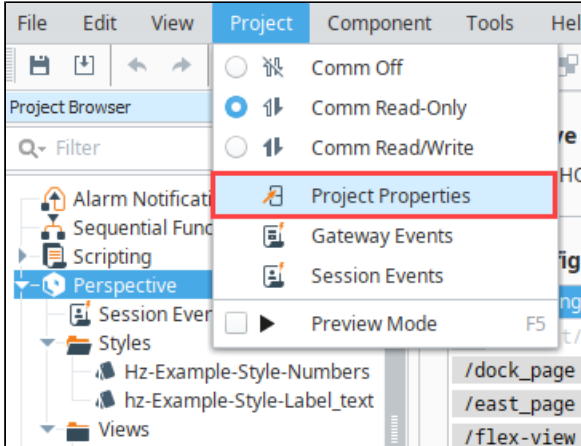 File Edit View Project Component Tools Hel
Comm Off
Project Browser
Comm Read-Only
Filter
Comm Read/Write
Alarm Notificati
Project Properties
Sequential Func
Gateway Events
Scripting
Perspective
Session Events
Session Ever
Preview Mode F5
Styles
Hz-Example-Style-Numbers
/dock_page
hz-Example-Style-Label_text
/east_page
Views
/flex-view